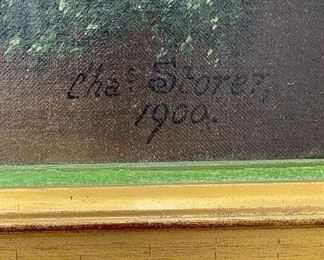 Chaˢ Storer,
1900.